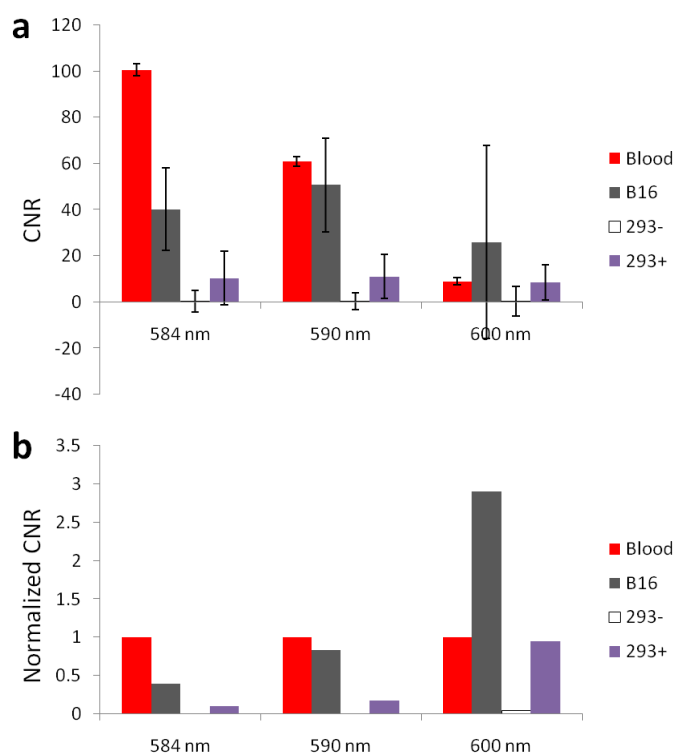 a
120
100
80
60
40
20
0
-20
-40
CNR
584 nm
590 nm
600 nm
Blood
B16
293-
293+
b
3.5
3
2.5
2
1.5
1
0.5
0
Normalized CNR
584 nm
590 nm
600 nm
Blood
B16
293-
293+